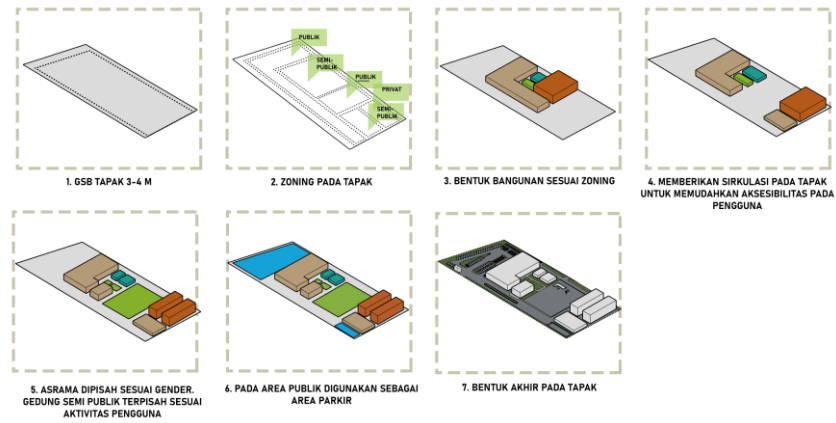 PUBLIK
SEMI-
PUBLIK
PUBLIK
PRIVAT
SEMI-
PUBLIK
1. GSB TAPAK 3-4 M
2. ZONING PADA TAPAK
3. BENTUK BANGUNAN SESUAI ZONING
4. MEMBERIKAN SIRKULASI PADA TAPAK
UNTUK MEMUDAHKAN AKSESIBILITAS PADA
PENGGUNA
5. ASRAMA DIPISAH SESUAI GENDER.
GEDUNG SEMI PUBLIK TERPISAH SESUAI
AKTIVITAS PENGGUNA
6. PADA AREA PUBLIK DIGUNAKAN SEBAGAI
AREA PARKIR
7. BENTUK AKHIR PADA TAPAK